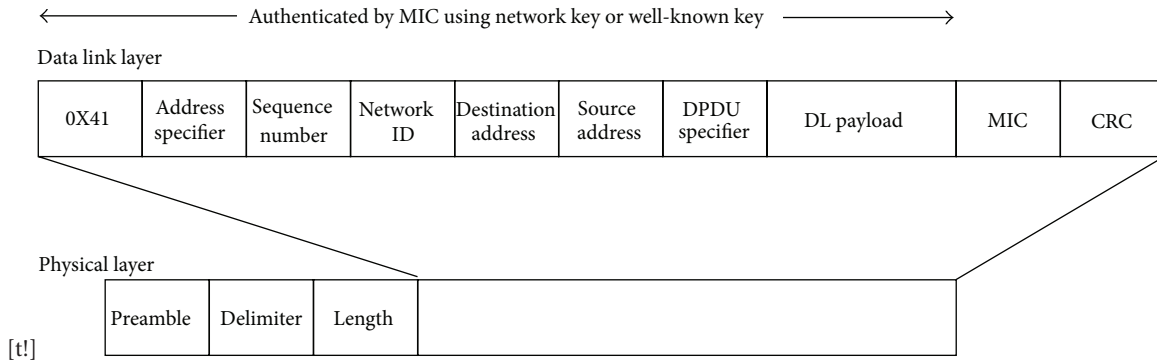 Authenticated by MIC using network key or well-known key
Data link layer
0X41
Address specifier
Sequence number
Network ID
Destination address
Source address
DPDU specifier
DL payload
MIC
CRC
Physical layer
Preamble
Delimiter
Length
[t!]